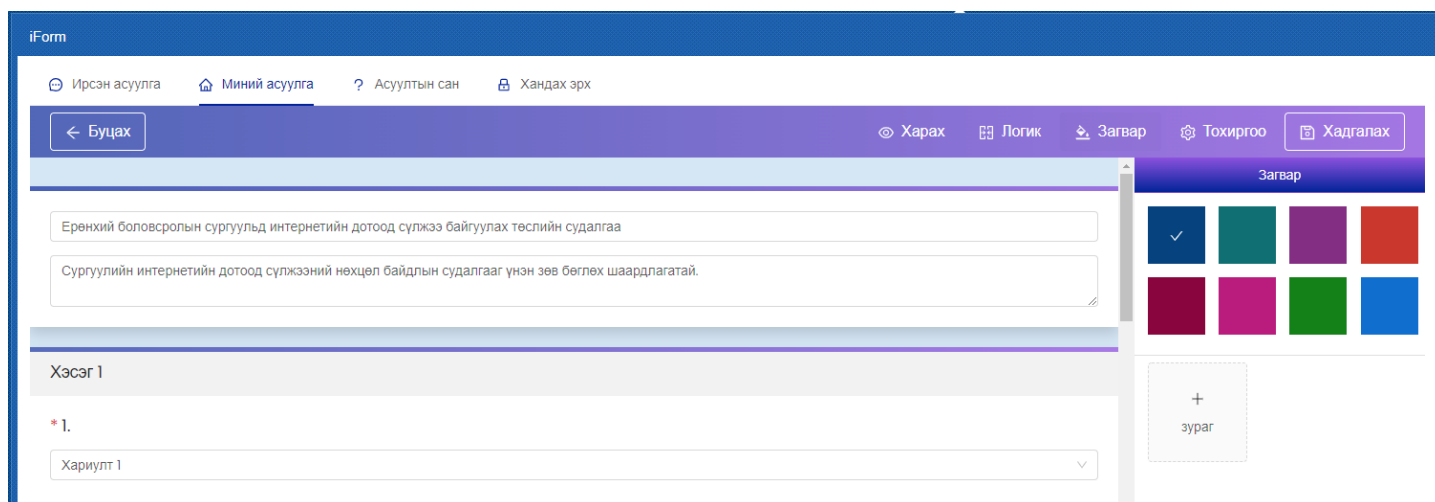 iForm
Ирсэн асуулга
Миний асуулга
? Асуултын сан
Хандах эрх
← Буцах
Харах
Логик
Загвар
Тохиргоо
Хадгалах
Загвар
Ерөнхий боловсролын сургуульд интернетийн дотоод сүлжээ байгуулах төслийн судалгаа
Сургуулийн интернетийн дотоод сүлжээний нөхцөл байдлын судалгааг үнэн зөв бөглөх шаардлагатай.
Хэсэг 1
* 1.
Хариулт 1
+
зураг